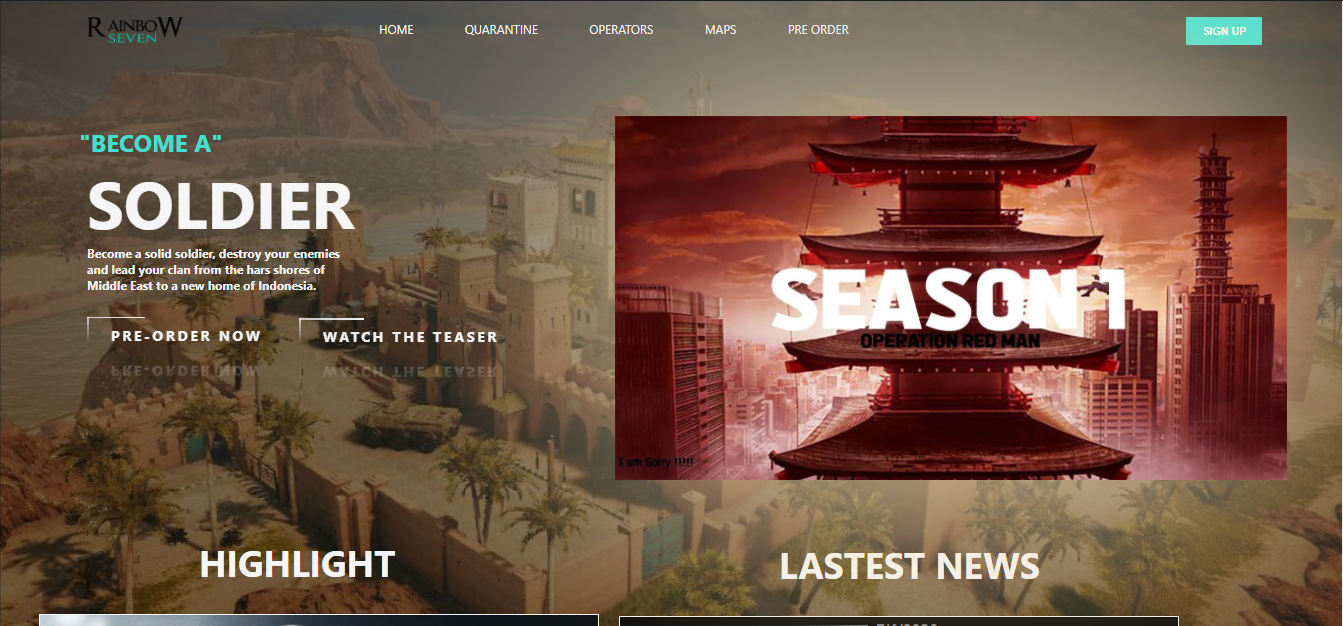 RAINBOW
SEVEN
HOME
QUARANTINE
OPERATORS
MAPS
PRE ORDER
SIGN UP
"BECOME A"
SOLDIER
Become a solid soldier, destroy your enemies
and lead your clan from the hars shores of
Middle East to a new home of Indonesia.
PRE-ORDER NOW
WATCH THE TEASER
SEASON 1
OPERATION RED MAN
I am Sorry !!!!!
HIGHLIGHT
LASTEST NEWS